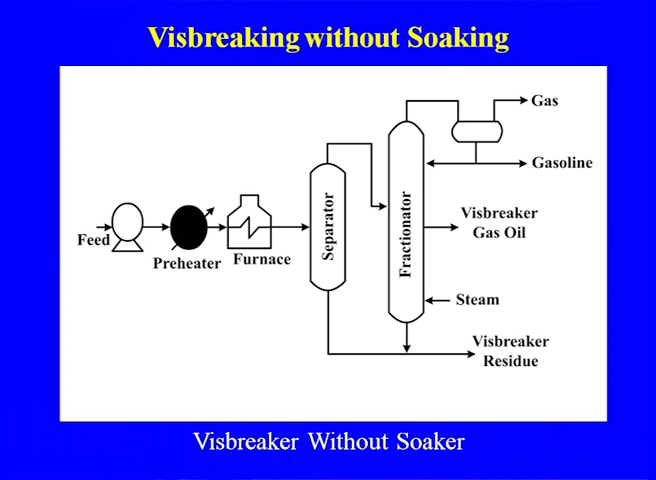 Visbreaking without Soaking
Gas
Gasoline
Visbreaker
Gas Oil
Feed
Preheater
Furnace
Separator
Fractionator
Steam
Visbreaker
Residue
Visbreaker Without Soaker